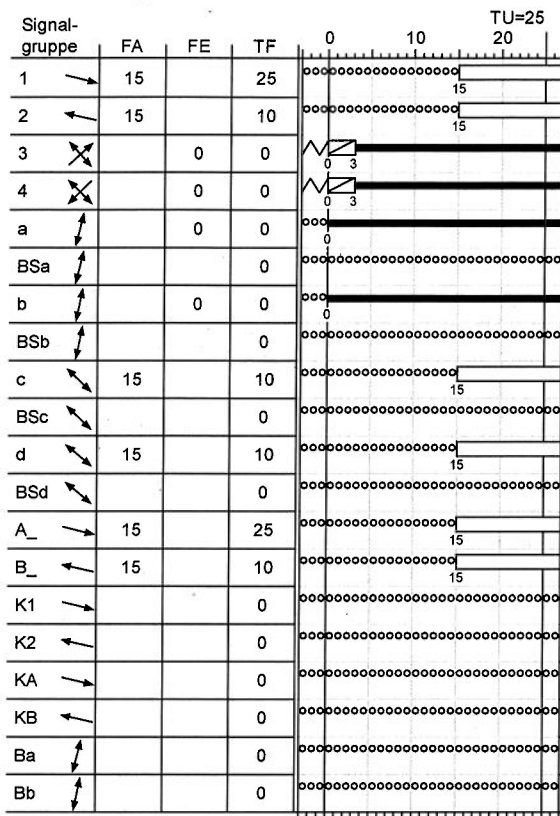 TU=25
Signal-
gruppe FA FE TF 0 10 20
1 15 25
15
2 15 10
15
3 0 0
0 3
4 0 0
0 3
a 0 0
0
BSa 0
b 0 0
0
BSb 0
c 15 10
15
BSc 0
d 15 10
15
BSd 0
A_ 15 25
15
B_ 15 10
15
K1 0
K2 0
KA 0
KB 0
Ba 0
Bb 0